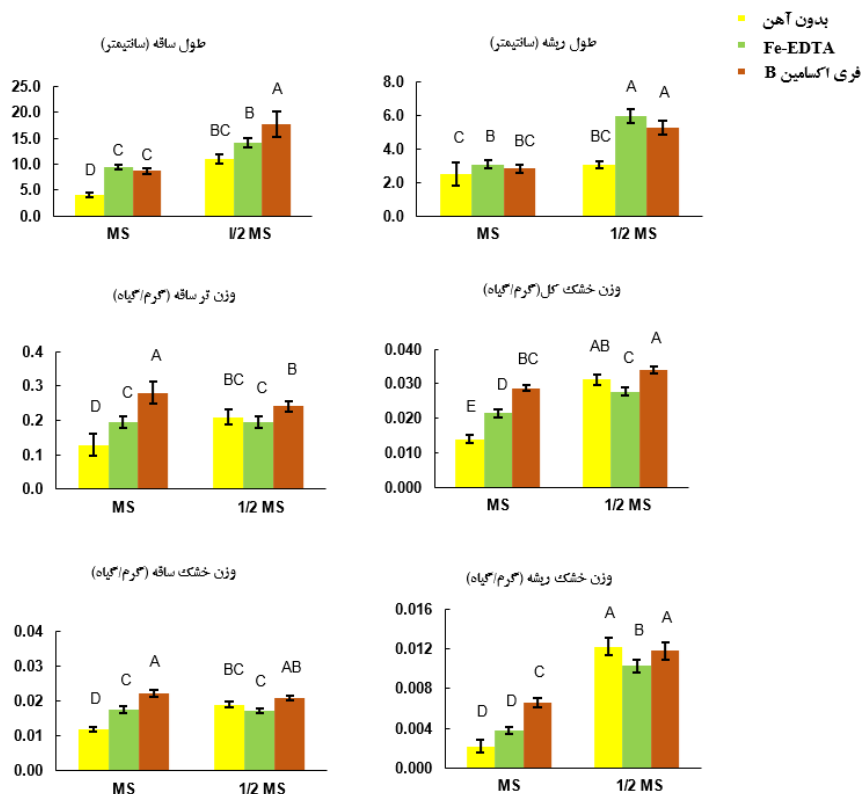 بدون آهن
Fe-EDTA
فری اکسامین B
طول ساقه (سانتیمتر)
25.0
20.0
15.0
10.0
5.0
0.0
D
C
C
BC
B
A
MS
I/2 MS
طول ریشه (سانتیمتر)
8.0
6.0
4.0
2.0
0.0
C
B
BC
BC
A
A
MS
1/2 MS
وزن تر ساقه (گرم/گیاه)
0.4
0.3
0.2
0.1
0.0
D
C
A
BC
C
B
MS
1/2 MS
وزن خشک کل(گرم/گیاه)
0.040
0.030
0.020
0.010
0.000
E
D
BC
AB
C
A
MS
1/2 MS
وزن خشک ساقه (گرم/گیاه)
0.04
0.03
0.02
0.01
0.00
D
C
A
BC
C
AB
MS
1/2 MS
وزن خشک ریشه (گرم/گیاه)
0.016
0.012
0.008
0.004
0.000
D
D
C
A
B
A
MS
1/2 MS